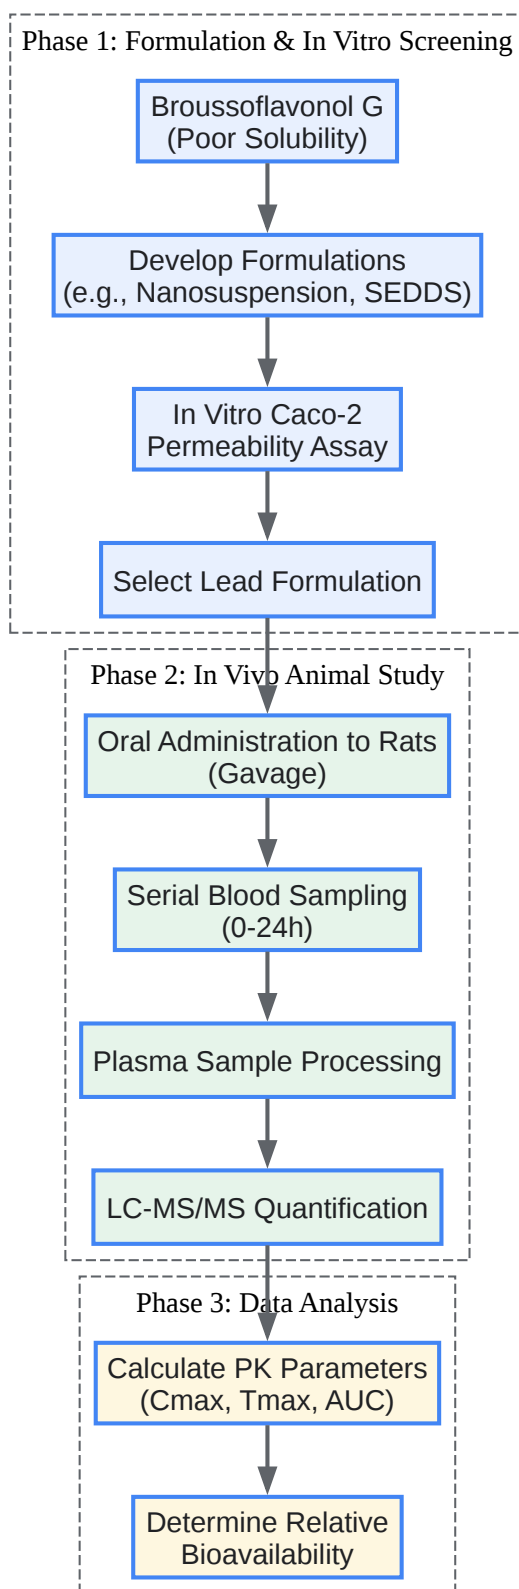 Phase 1: Formulation & In Vitro Screening
Broussoflavonol G
(Poor Solubility)
Develop Formulations
(e.g., Nanosuspension, SEDDS)
In Vitro Caco-2
Permeability Assay
Select Lead Formulation
Phase 2: In Vivo Animal Study
Oral Administration to Rats
(Gavage)
Serial Blood Sampling
(0-24h)
Plasma Sample Processing
LC-MS/MS Quantification
Phase 3: Data Analysis
Calculate PK Parameters
(Cmax, Tmax, AUC)
Determine Relative
Bioavailability